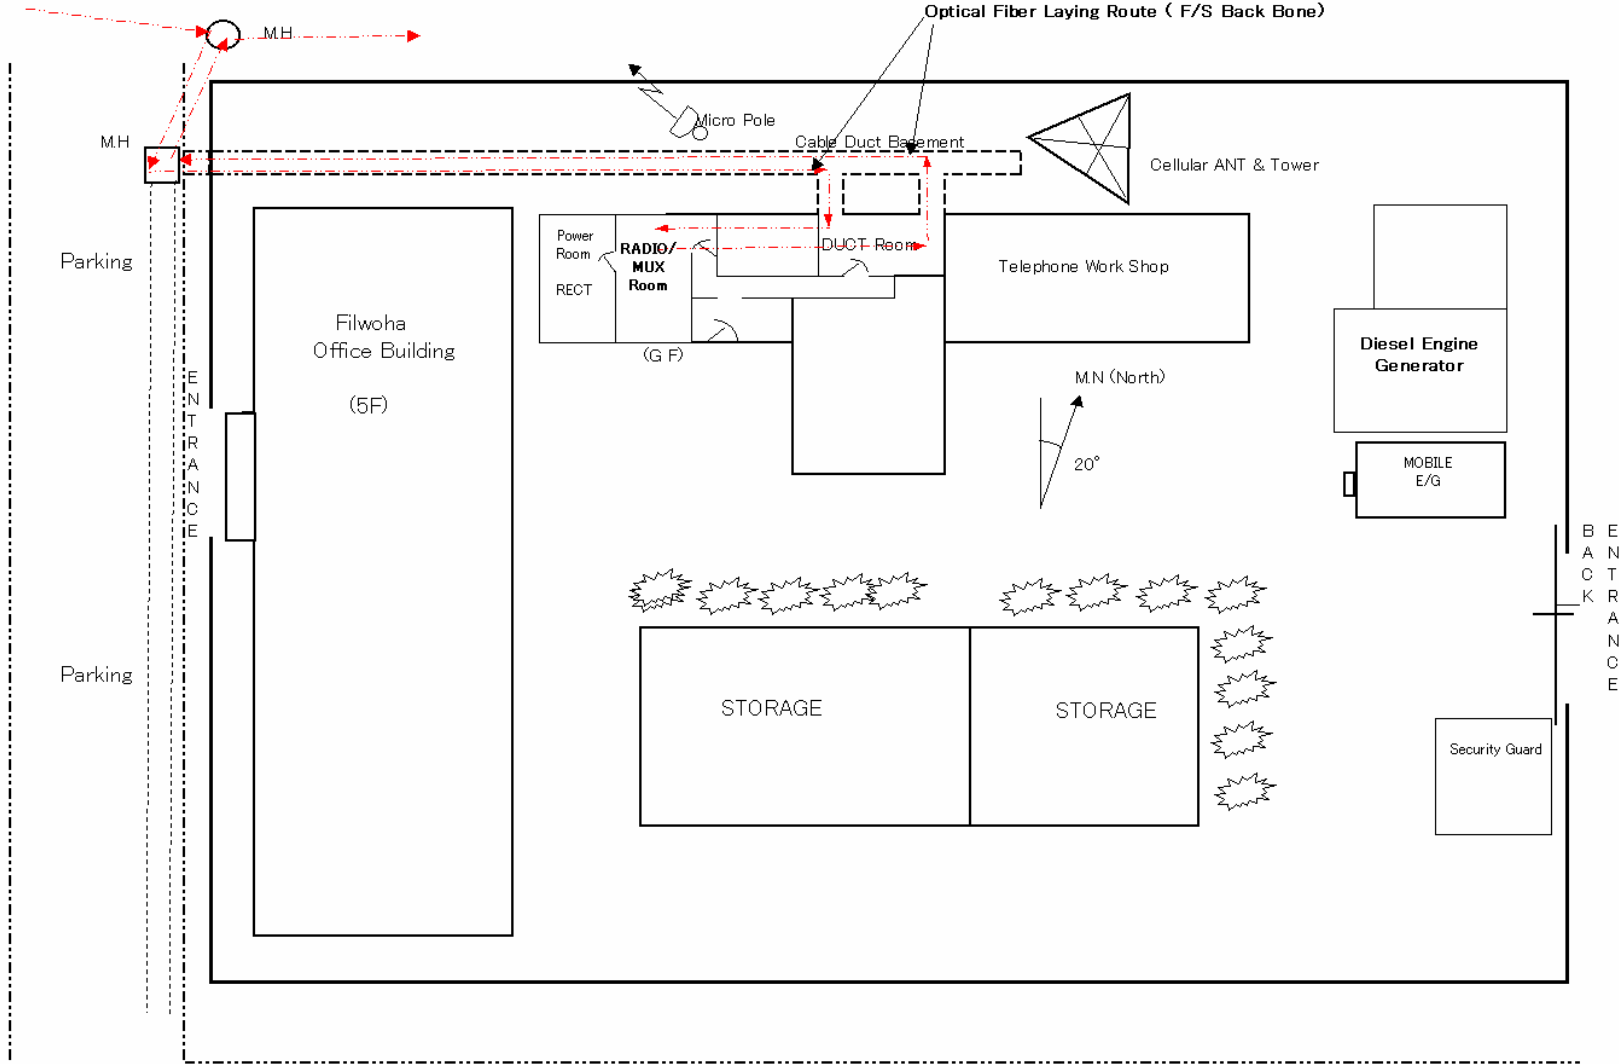 Optical Fiber Laying Route ( F/S Back Bone)
M.H
M.H
Micro Pole
Cable Duct Basement
Cellular ANT & Tower
Parking
Power
Room
RECT
RADIO/
MUX
Room
DUCT Room
Telephone Work Shop
(G F)
Filwoha
Office Building
(5F)
ENTRANCE
M.N (North)
20°
Diesel Engine
Generator
MOBILE
E/G
BACK
ENTRANCE
Parking
STORAGE
STORAGE
Security Guard